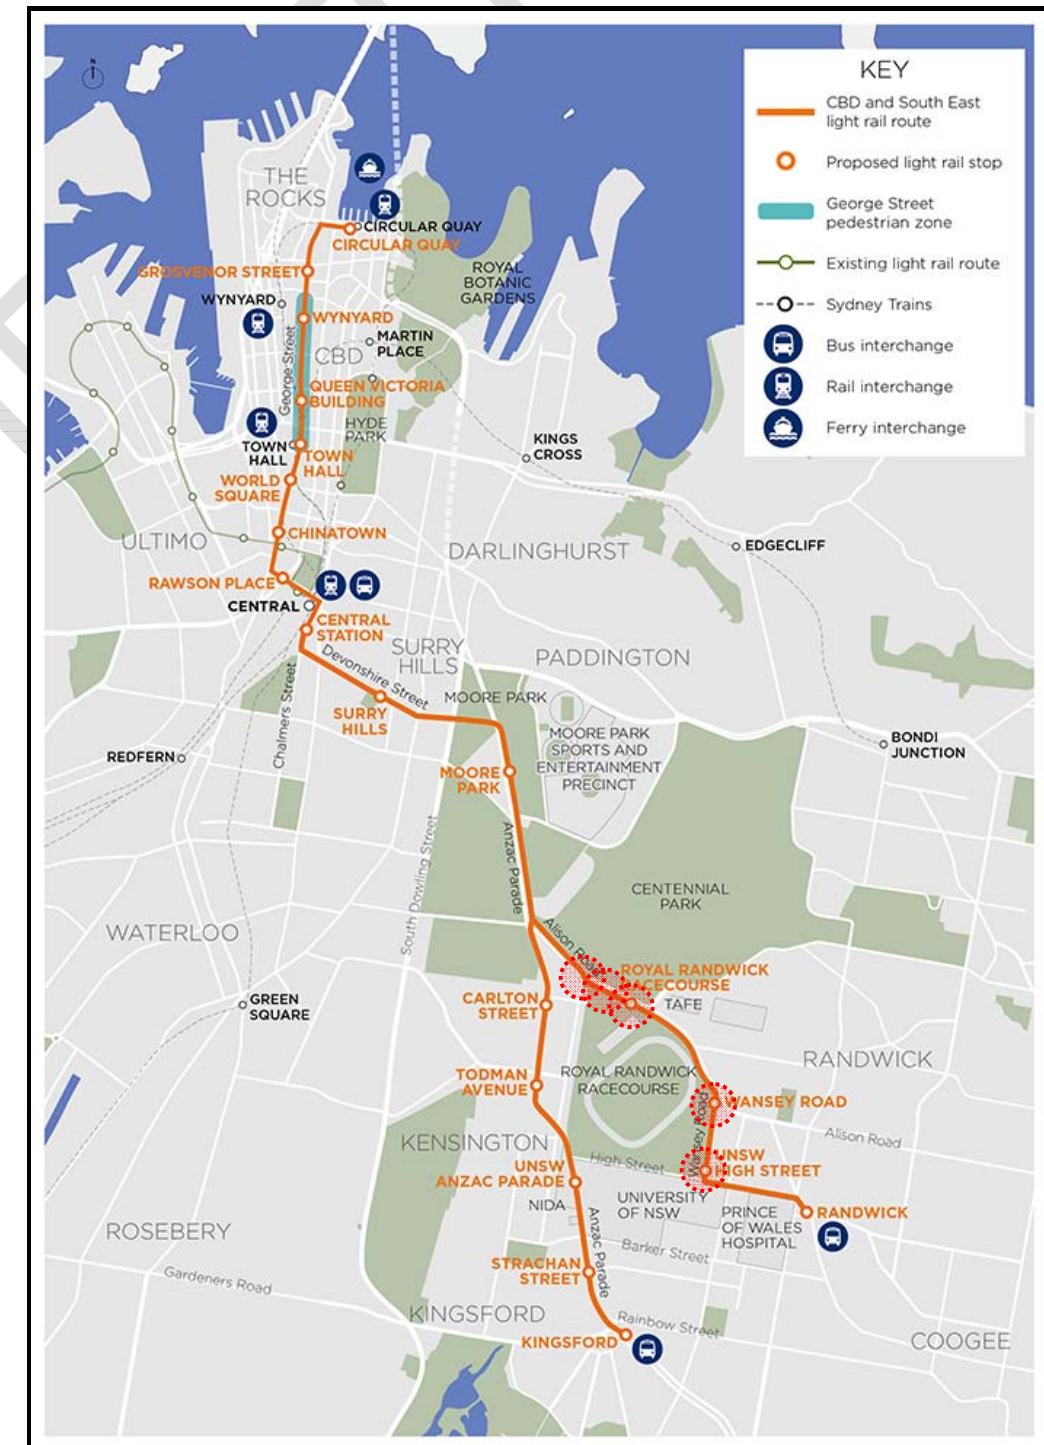 N
KEY
CBD and South East
light rail route
Proposed light rail stop
George Street
pedestrian zone
Existing light rail route
Sydney Trains
Bus interchange
Rail interchange
Ferry interchange
THE
ROCKS
CIRCULAR QUAY
CIRCULAR QUAY
GROSVENOR STREET
ROYAL
BOTANIC
GARDENS
WYNYARD
WYNYARD
MARTIN
PLACE
CBD
George Street
QUEEN VICTORIA
BUILDING
HYDE
PARK
TOWN
HALL
TOWN
HALL
KINGS
CROSS
WORLD
SQUARE
CHINATOWN
ULTIMO
DARLINGHURST
EDGECLIFF
RAWSON PLACE
CENTRAL
CENTRAL
STATION
SURRY
HILLS
PADDINGTON
Devonshire Street
Chalmers Street
MOORE PARK
SURRY
HILLS
MOORE PARK
SPORTS AND
ENTERTAINMENT
PRECINCT
BONDI
JUNCTION
REDFERN
MOORE
PARK
Anzac Parade
South Dowling Street
CENTENNIAL
PARK
WATERLOO
Alison Road
ROYAL RANDWICK
RACECOURSE
TAFE
GREEN
SQUARE
CARLTON
STREET
RANDWICK
TODMAN
AVENUE
ROYAL RANDWICK
RACECOURSE
WANSEY ROAD
Wansey Road
Alison Road
KENSINGTON
High Street
UNSW
HIGH STREET
UNSW
ANZAC PARADE
NIDA
UNIVERSITY
OF NSW
PRINCE
OF WALES
HOSPITAL
RANDWICK
ROSEBERY
Anzac Parade
Barker Street
STRACHAN
STREET
Gardeners Road
KINGSFORD
Rainbow Street
KINGSFORD
COOGEE